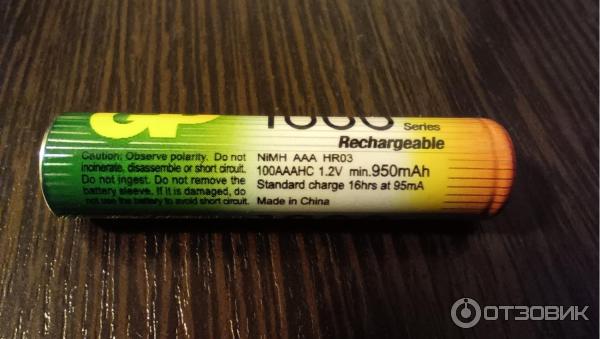 GP
1000 Series
Rechargeable
Caution: Observe polarity. Do not
incinerate, disassemble or short circuit.
Do not ingest. Do not remove the
battery sleeve. If it is damaged, do
not use the battery to avoid short circuit.
NiMH AAA HR03
100AAAHC 1.2V min.950mAh
Standard charge 16hrs at 95mA
Made in China
ОТЗОВИК